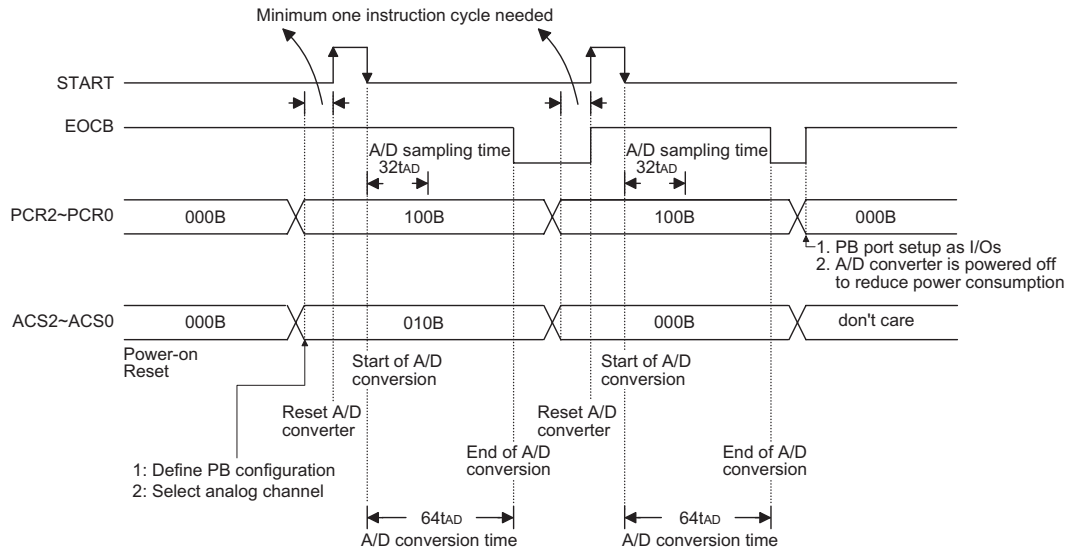 Minimum one instruction cycle needed
START
EOCB
A/D sampling time
32tAD
A/D sampling time
32tAD
PCR2~PCR0
000B
100B
100B
000B
1. PB port setup as I/Os
2. A/D converter is powered off
to reduce power consumption
ACS2~ACS0
000B
010B
000B
don't care
Power-on
Reset
Start of A/D
conversion
Start of A/D
conversion
Reset A/D
converter
Reset A/D
converter
End of A/D
conversion
End of A/D
conversion
1: Define PB configuration
2: Select analog channel
64tAD
A/D conversion time
64tAD
A/D conversion time